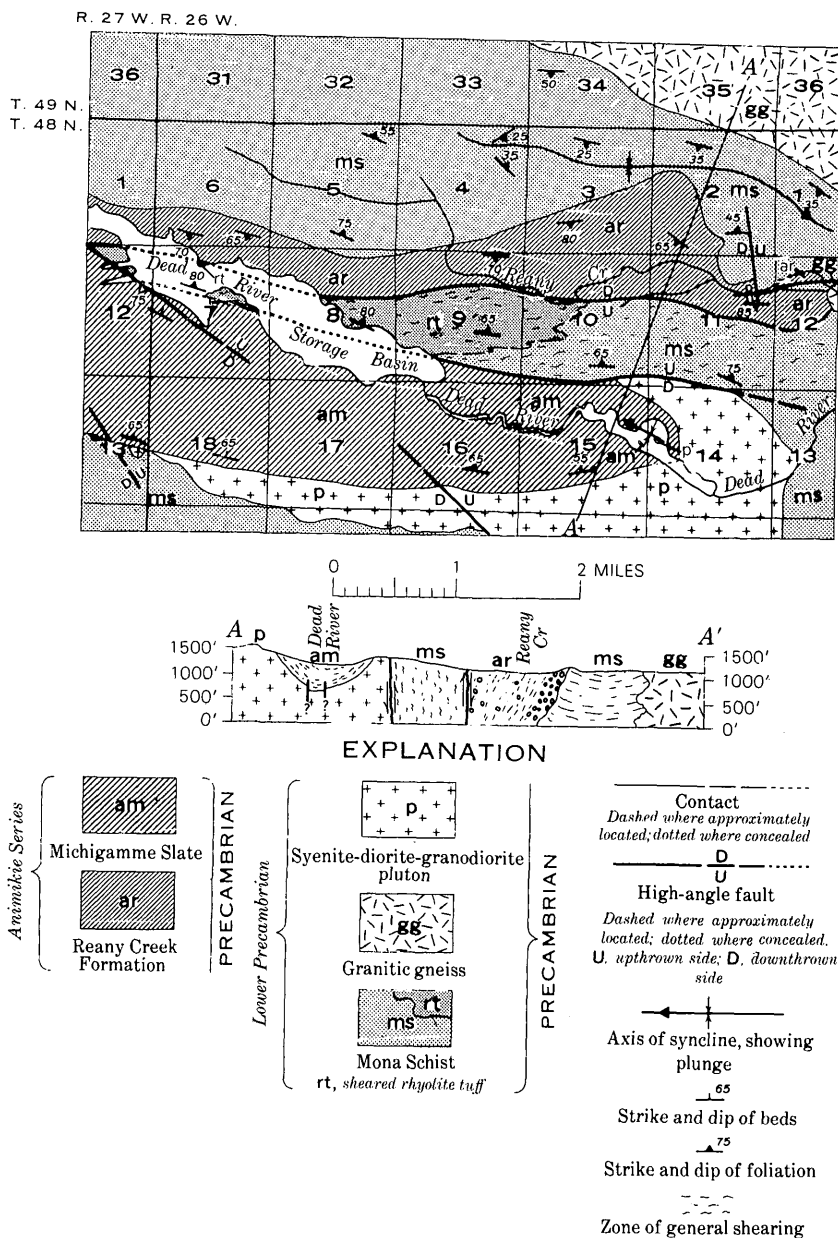 R. 27 W. R. 26 W.
36 31 32 33 34 35 36
50 A gg
T. 49 N.
T. 48 N.
55 25 35 25 35
ms
1 6 5 4 3 2 ms 1
35
75 65 ar 80 65 45 D U
79 80 rt ar 79 Reany Cr ar gg
Dead River
12 7 8 rt 9 10 11 12
75 80 65 D U 85 ar
Storage Basin
65 ms 75
U D
Dead River am
am
13 18 17 16 15 14 13
65 65 65 55 am p
River
ms p D U p Dead ms
D U
A
0 1 2 MILES
A p Dead River am ms ar Reany Cr ms gg A'
1500' 1500'
1000' 1000'
500' 500'
0' ? ? 0'
EXPLANATION
am
Michigamme Slate
ar
Reany Creek
Formation
Animikie Series
PRECAMBRIAN
p
Syenite-diorite-granodiorite
pluton
gg
Granitic gneiss
rt
ms
Mona Schist
rt, sheared rhyolite tuff
Lower Precambrian
PRECAMBRIAN
Contact
Dashed where approximately
located; dotted where concealed
D
U
High-angle fault
Dashed where approximately
located; dotted where concealed.
U, upthrown side; D, downthrown
side
Axis of syncline, showing
plunge
65
Strike and dip of beds
75
Strike and dip of foliation
Zone of general shearing